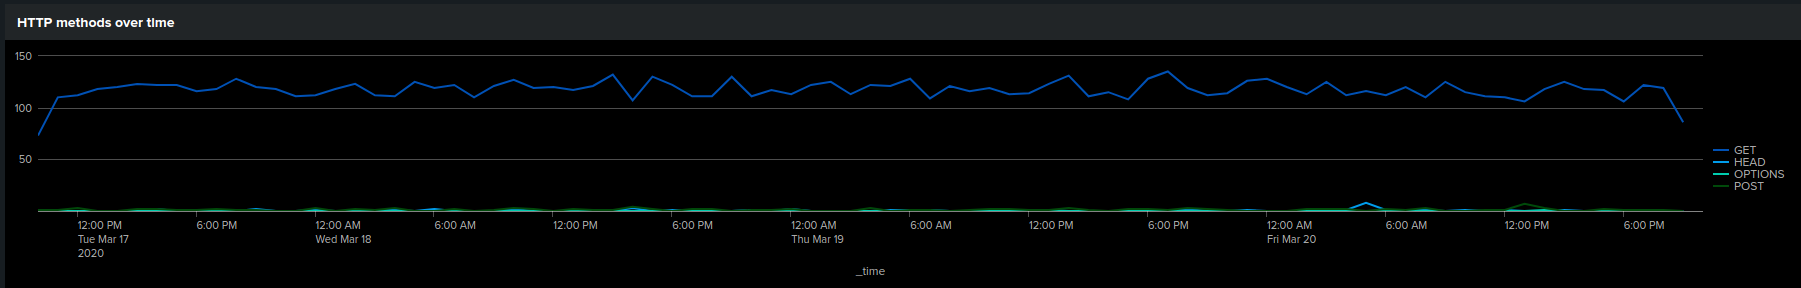 HTTP methods over time
150
100
50
GET
HEAD
OPTIONS
POST
12:00 PM 6:00 PM 12:00 AM 6:00 AM 12:00 PM 6:00 PM 12:00 AM 6:00 AM 12:00 PM 6:00 PM 12:00 AM 6:00 AM 12:00 PM 6:00 PM
Tue Mar 17 Wed Mar 18 Thu Mar 19 Fri Mar 20
2020
_time